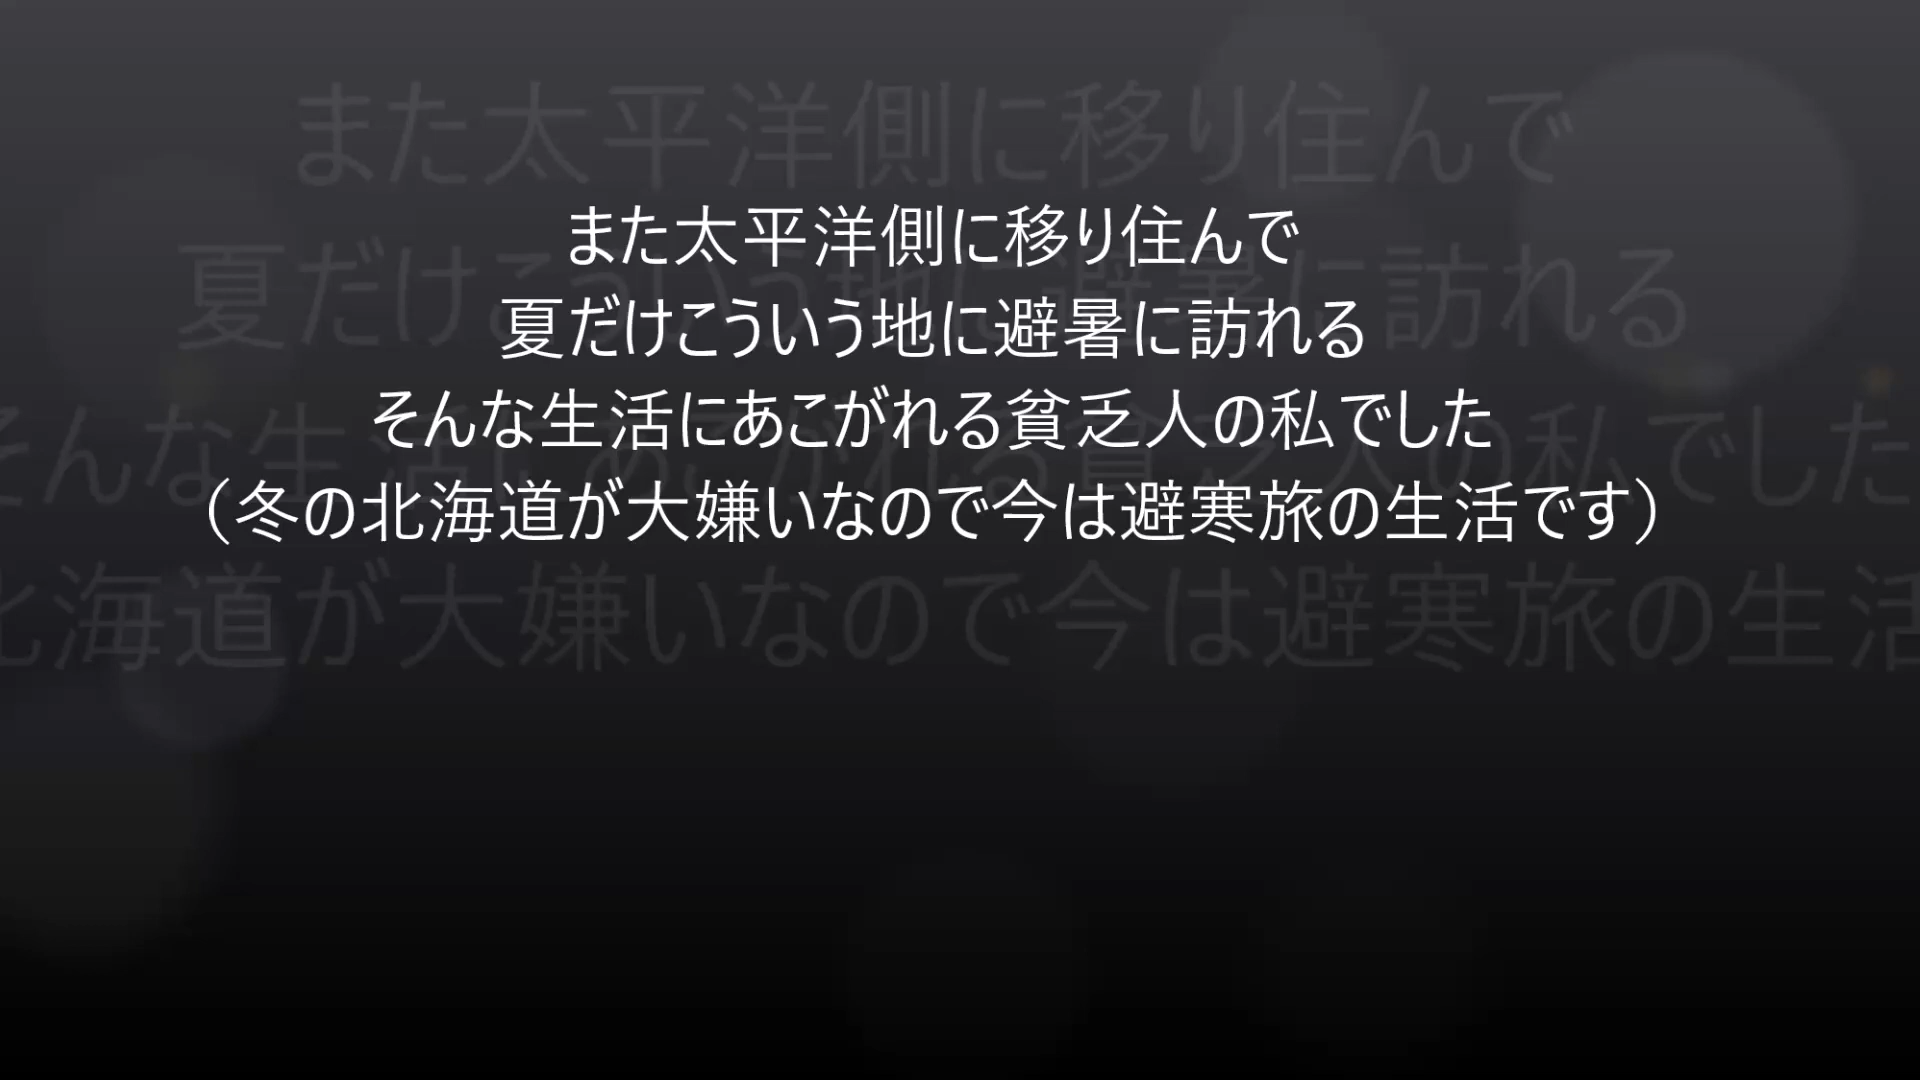 また太平洋側に移り住んで
夏だけこういう地に避暑に訪れる
そんな生活にあこがれる貧乏人の私でした
（冬の北海道が大嫌いなので今は避寒旅の生活です）